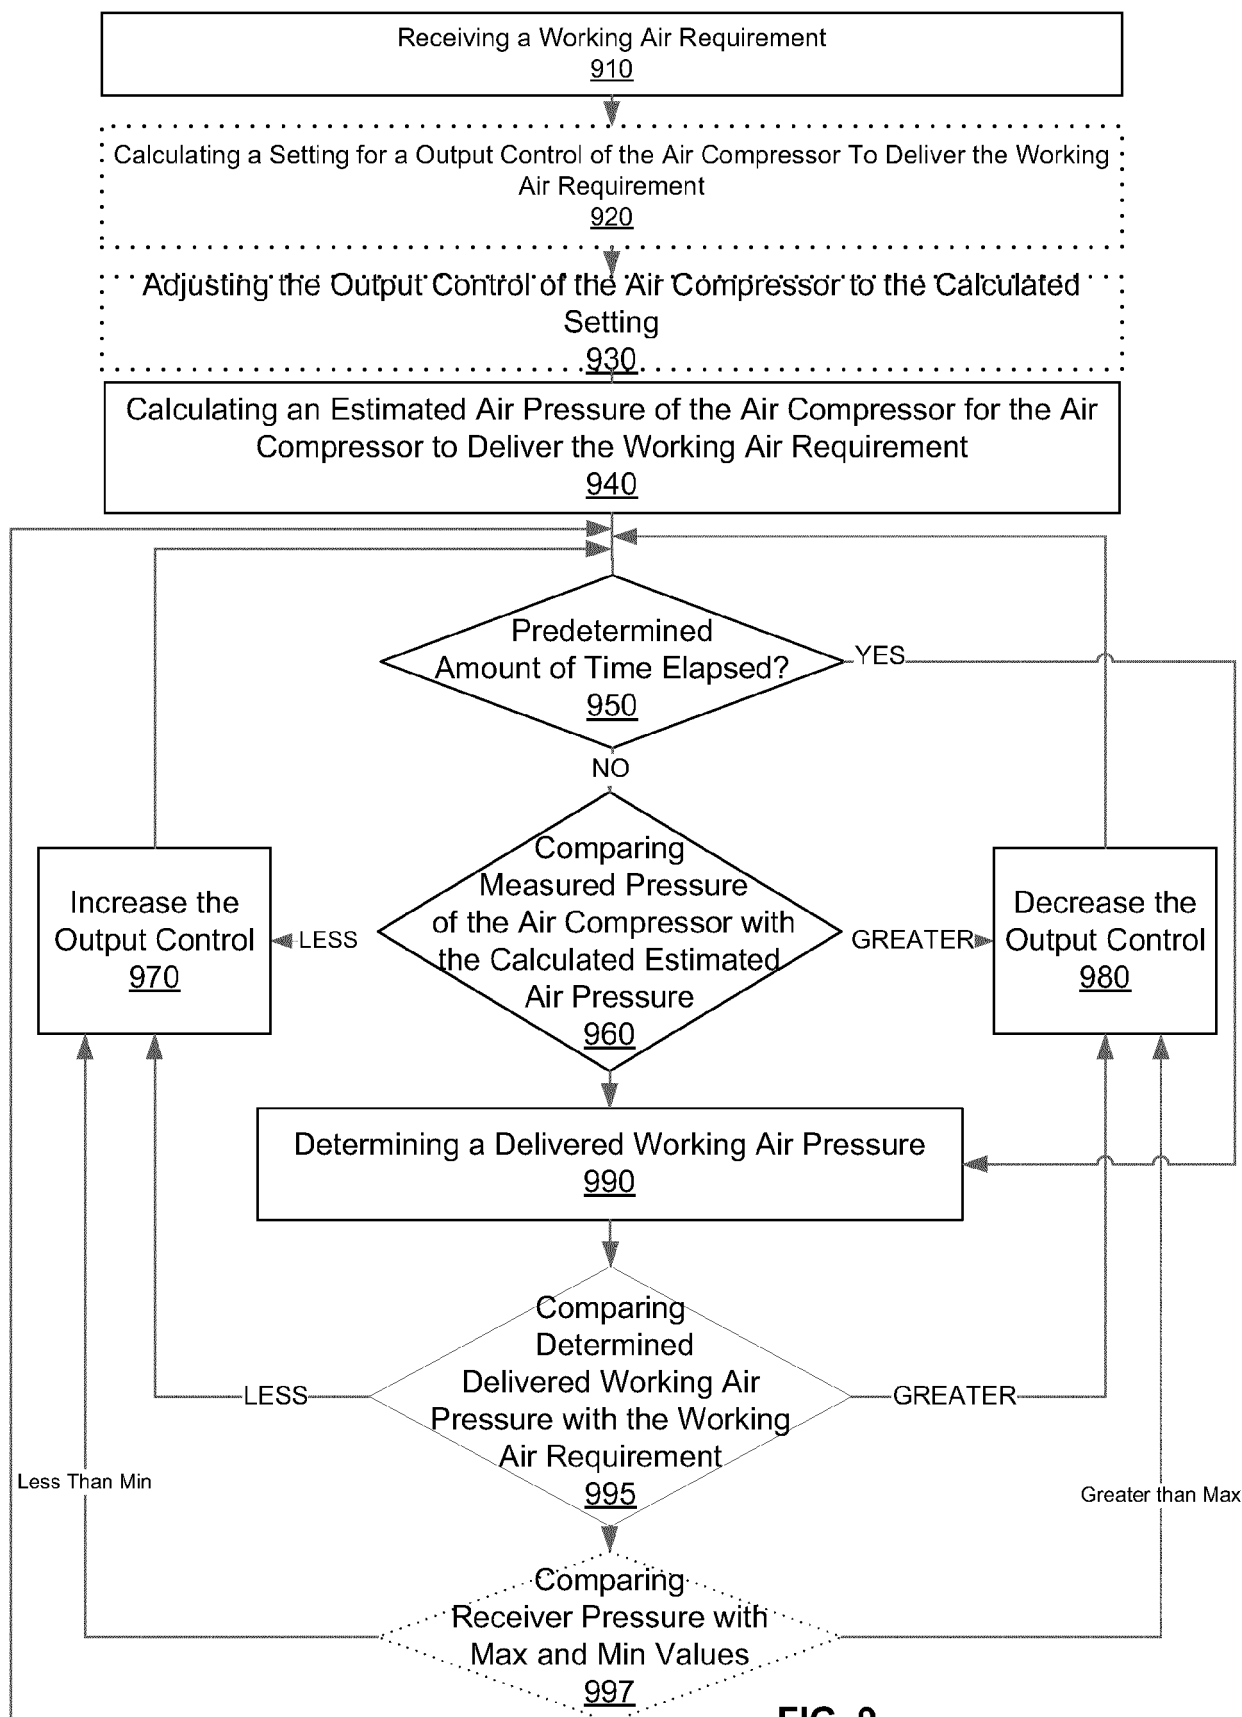 Receiving a Working Air Requirement
910
Calculating a Setting for a Output Control of the Air Compressor To Deliver the Working
Air Requirement
920
Adjusting the Output Control of the Air Compressor to the Calculated
Setting
930
Calculating an Estimated Air Pressure of the Air Compressor for the Air
Compressor to Deliver the Working Air Requirement
940
Predetermined
Amount of Time Elapsed?
950
YES
NO
Comparing
Measured Pressure
of the Air Compressor with
the Calculated Estimated
Air Pressure
960
Increase the
Output Control
970
LESS
GREATER
Decrease the
Output Control
980
Determining a Delivered Working Air Pressure
990
Comparing
Determined
Delivered Working Air
Pressure with the Working
Air Requirement
995
LESS
GREATER
Less Than Min
Greater than Max
Comparing
Receiver Pressure with
Max and Min Values
997
FIG. 9